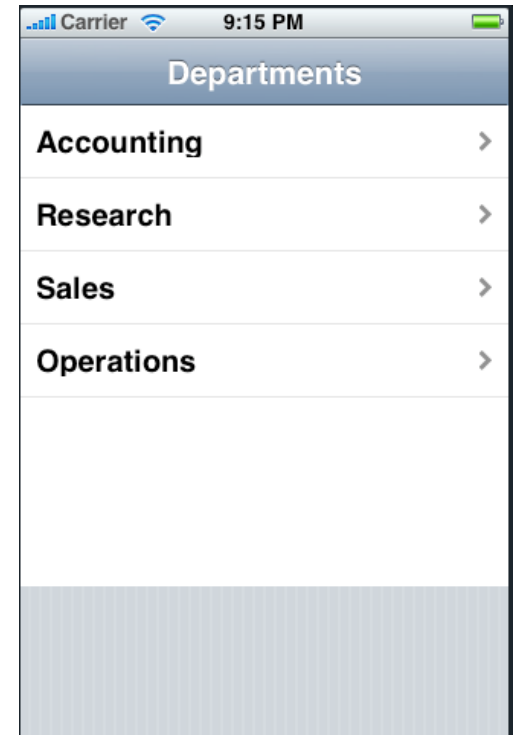 Carrier 9:15 PM
Departments
Accounting
Research
Sales
Operations